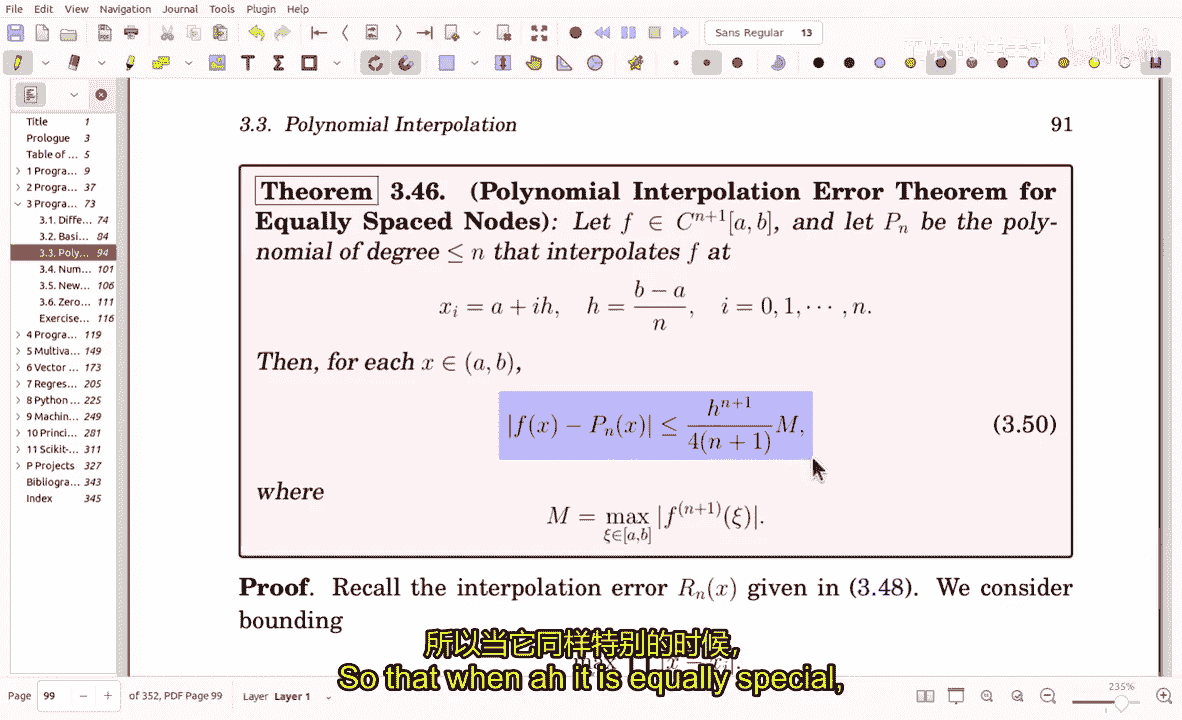 File Edit View Navigation Journal Tools Plugin Help
Sans Regular 13
Title 1
Prologue 3
Table of ... 5
1 Progra... 9
2 Progra... 37
3 Progra... 73
3.1. Diffe... 74
3.2. Basi... 84
3.3. Poly... 94
3.4. Num... 101
3.5. New... 106
3.6. Zero... 111
Exercise... 116
4 Progra... 119
5 Multiva... 149
6 Vector ... 173
7 Regres... 205
8 Python ... 225
9 Machin... 249
10 Princi... 281
11 Scikit-... 311
P Projects 327
Bibliogra... 343
Index 345
3.3. Polynomial Interpolation 91
Theorem 3.46. (Polynomial Interpolation Error Theorem for
Equally Spaced Nodes): Let f ∈ C^{n+1}[a, b], and let P_n be the poly-
nomial of degree ≤ n that interpolates f at
x_i = a + ih, h = \frac{b − a}{n}, i = 0, 1, ⋯ , n.
Then, for each x ∈ (a, b),
|f(x) − P_n(x)| ≤ \frac{h^{n+1}}{4(n + 1)} M, (3.50)
where
M = \max_{ξ∈[a,b]} |f^{(n+1)}(ξ)|.
Proof. Recall the interpolation error R_n(x) given in (3.48). We consider
bounding
所以当它同样特别的时候，
So that when ah it is equally special,
Page 99 of 352, PDF Page 99 Layer Layer 1 235%